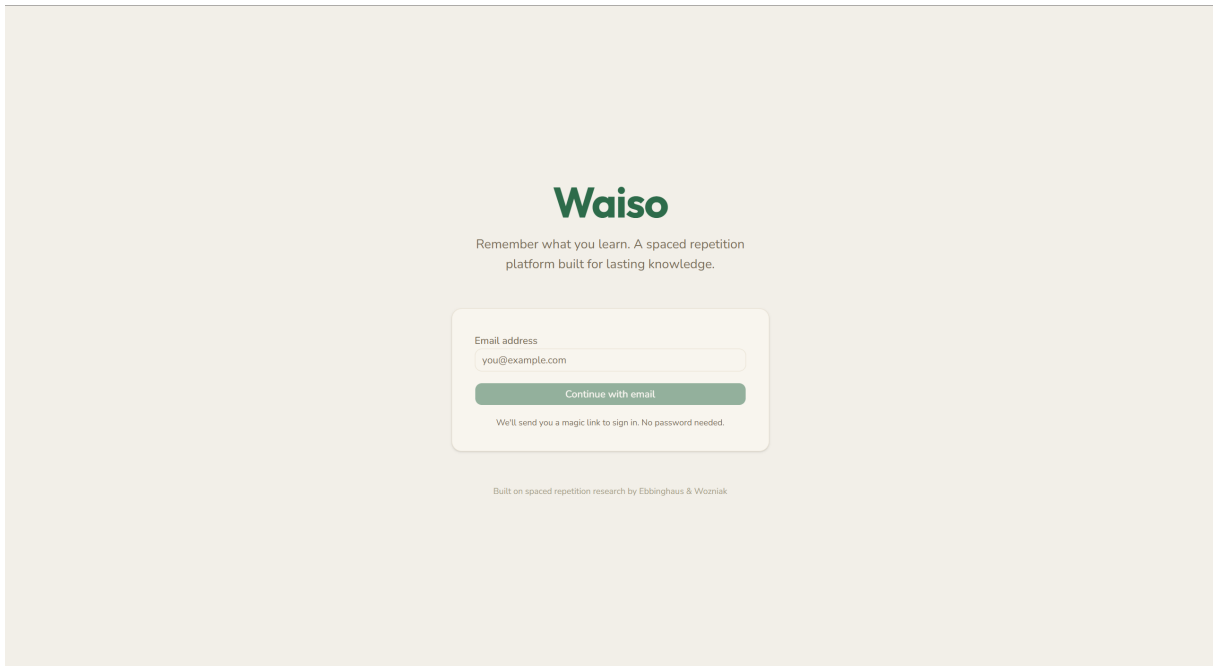 Waiso
Remember what you learn. A spaced repetition
platform built for lasting knowledge.
Email address
you@example.com
Continue with email
We'll send you a magic link to sign in. No password needed.
Built on spaced repetition research by Ebbinghaus & Wozniak